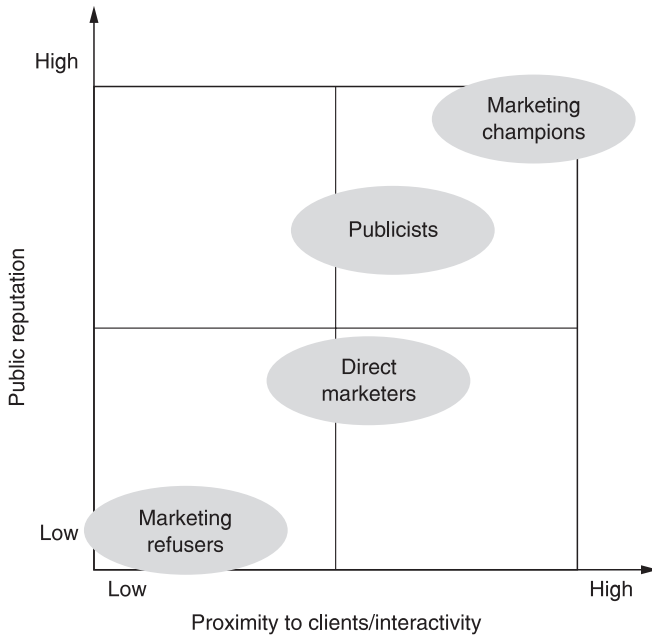 High
Marketing
champions
Publicists
Public reputation
Direct
marketers
Marketing
refusers
Low
Low
High
Proximity to clients/interactivity